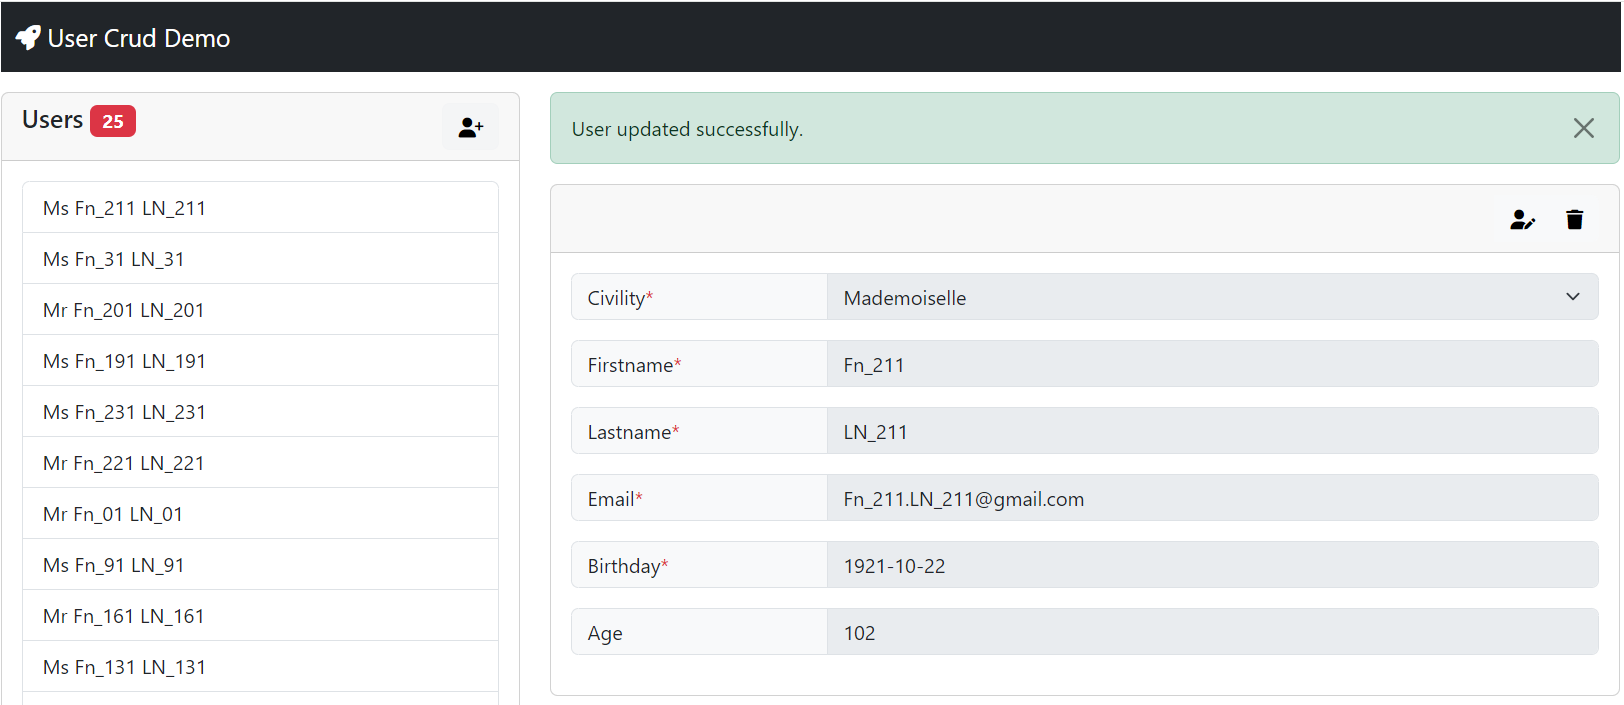 User Crud Demo
Users 25
Ms Fn_211 LN_211
Ms Fn_31 LN_31
Mr Fn_201 LN_201
Ms Fn_191 LN_191
Ms Fn_231 LN_231
Mr Fn_221 LN_221
Mr Fn_01 LN_01
Ms Fn_91 LN_91
Mr Fn_161 LN_161
Ms Fn_131 LN_131
User updated successfully.
Civility* Mademoiselle
Firstname* Fn_211
Lastname* LN_211
Email* Fn_211.LN_211@gmail.com
Birthday* 1921-10-22
Age 102